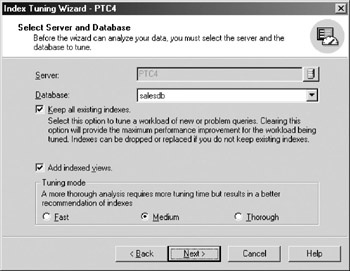 Index Tuning Wizard - PTC4
Select Server and Database
Before the wizard can analyze your data, you must select the server and the
database to tune.
Server:
PTC4
Database:
salesdb
Keep all existing indexes.
Select this option to tune a workload of new or problem queries. Clearing this
option will provide the maximum performance improvement for the workload being
tuned. Indexes can be dropped or replaced if you do not keep existing indexes.
Add indexed views.
Tuning mode
A more thorough analysis requires more tuning time but results in a better
recommendation of indexes
Fast Medium Thorough
< Back Next > Cancel Help